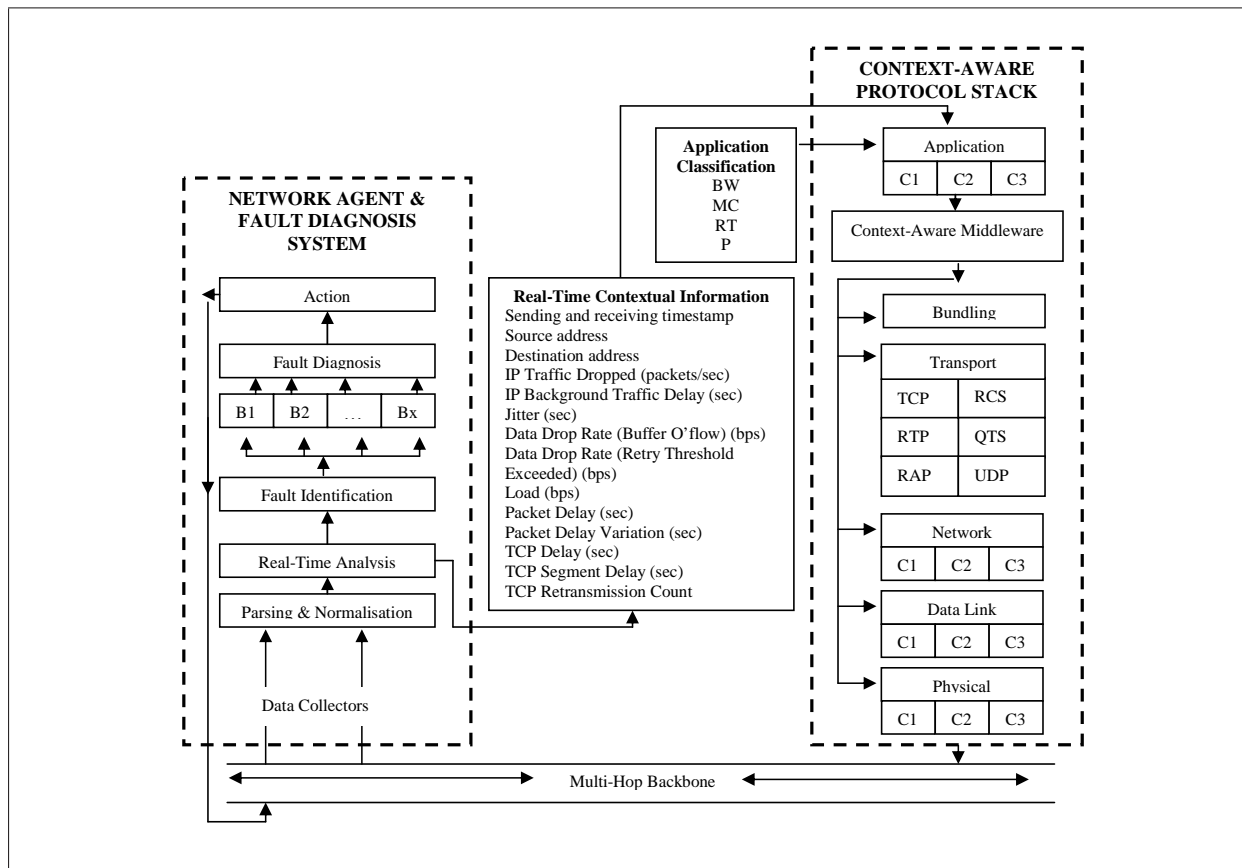 CONTEXT-AWARE
PROTOCOL STACK
Application
Classification
BW
MC
RT
P
Application
C1 C2 C3
Context-Aware Middleware
NETWORK AGENT &
FAULT DIAGNOSIS
SYSTEM
Action
Fault Diagnosis
B1 B2 … Bx
Fault Identification
Real-Time Analysis
Parsing & Normalisation
Data Collectors
Real-Time Contextual Information
Sending and receiving timestamp
Source address
Destination address
IP Traffic Dropped (packets/sec)
IP Background Traffic Delay (sec)
Jitter (sec)
Data Drop Rate (Buffer O'flow) (bps)
Data Drop Rate (Retry Threshold
Exceeded) (bps)
Load (bps)
Packet Delay (sec)
Packet Delay Variation (sec)
TCP Delay (sec)
TCP Segment Delay (sec)
TCP Retransmission Count
Bundling
Transport
TCP RCS
RTP QTS
RAP UDP
Network
C1 C2 C3
Data Link
C1 C2 C3
Physical
C1 C2 C3
Multi-Hop Backbone